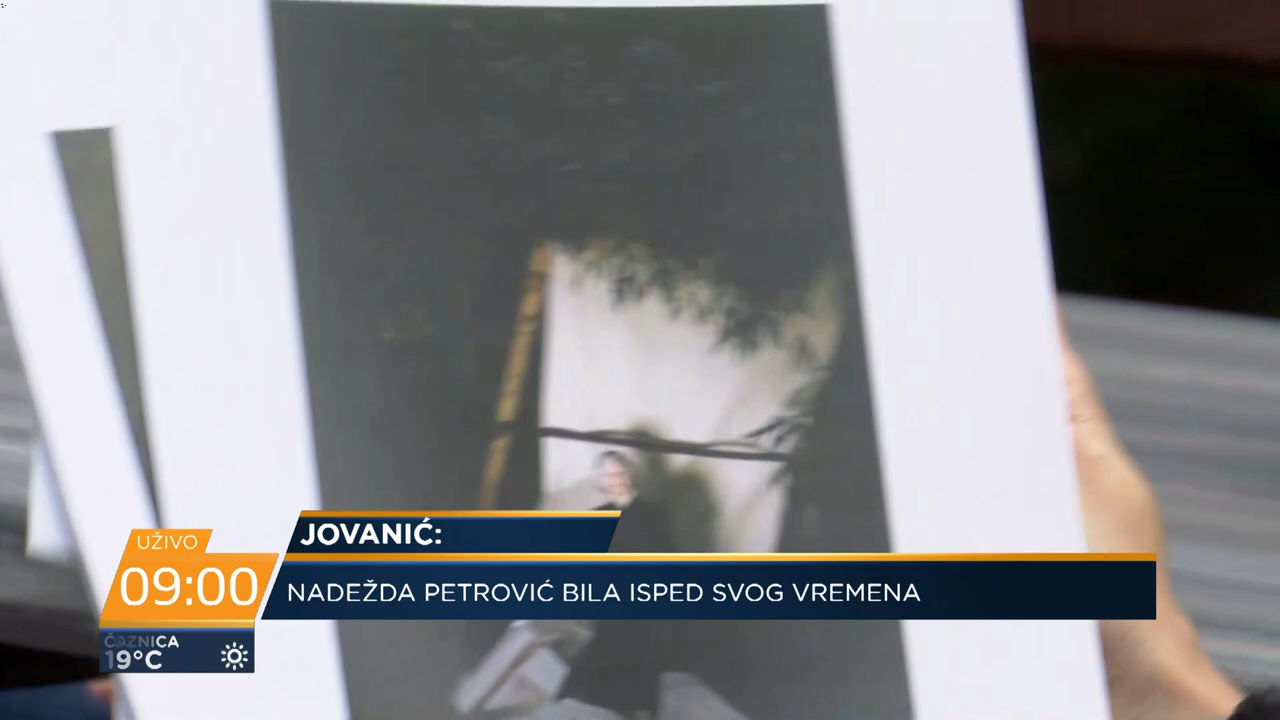 JOVANIĆ:
UŽIVO
09:00
NADEŽDA PETROVIĆ BILA ISPED SVOG VREMENA
19°C